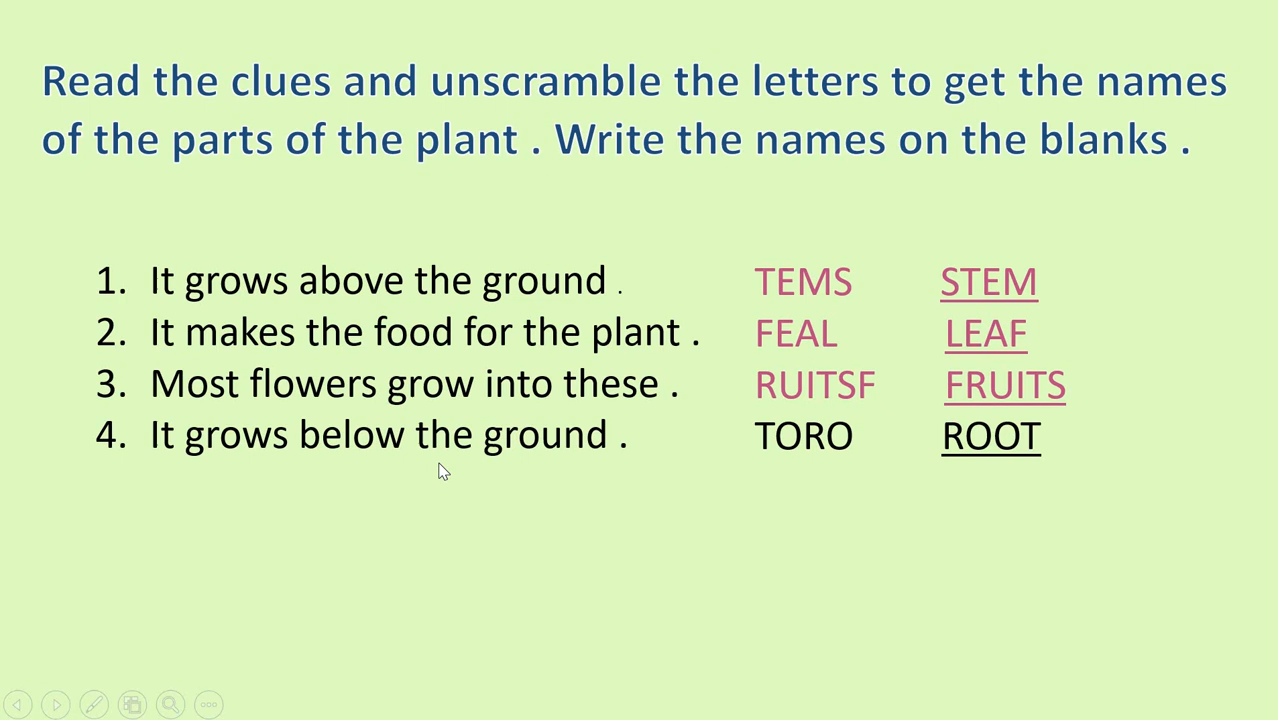 Read the clues and unscramble the letters to get the names
of the parts of the plant . Write the names on the blanks .
1. It grows above the ground . TEMS STEM
2. It makes the food for the plant . FEAL LEAF
3. Most flowers grow into these . RUITSF FRUITS
4. It grows below the ground . TORO ROOT